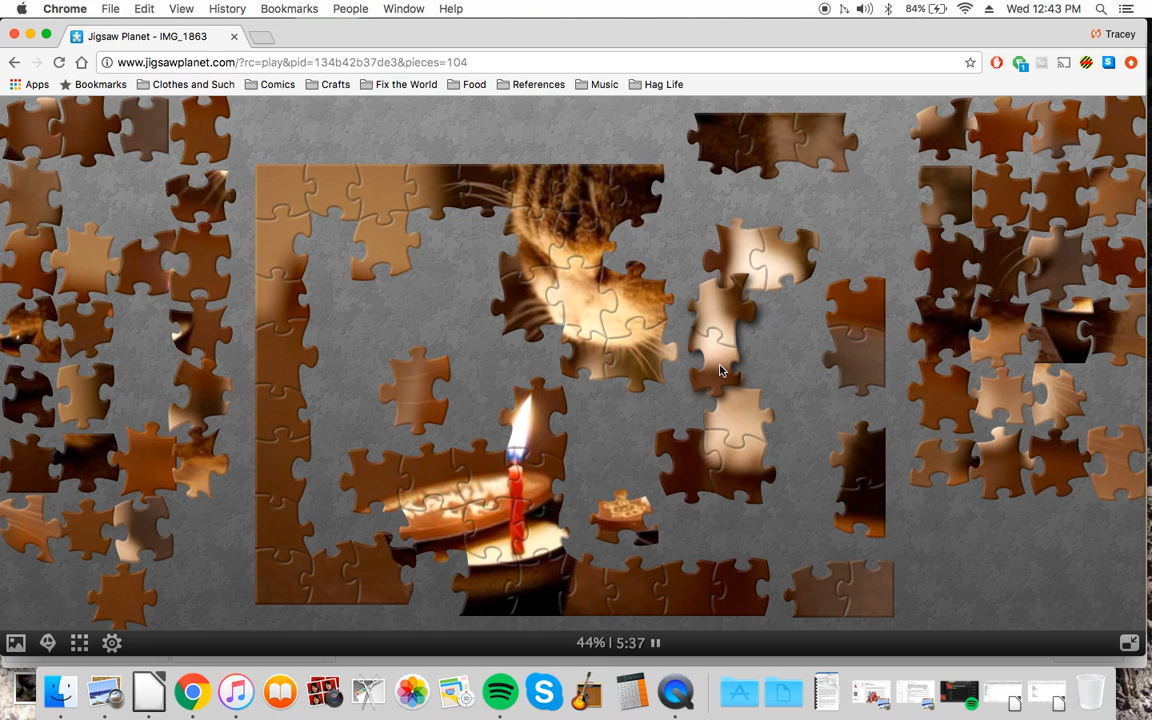 Chrome File Edit View History Bookmarks People Window Help 84% Wed 12:43 PM
Jigsaw Planet - IMG_1863 Tracey
www.jigsawplanet.com/?rc=play&pid=134b42b37de3&pieces=104
Apps Bookmarks Clothes and Such Comics Crafts Fix the World Food References Music Hag Life
44% | 5:37